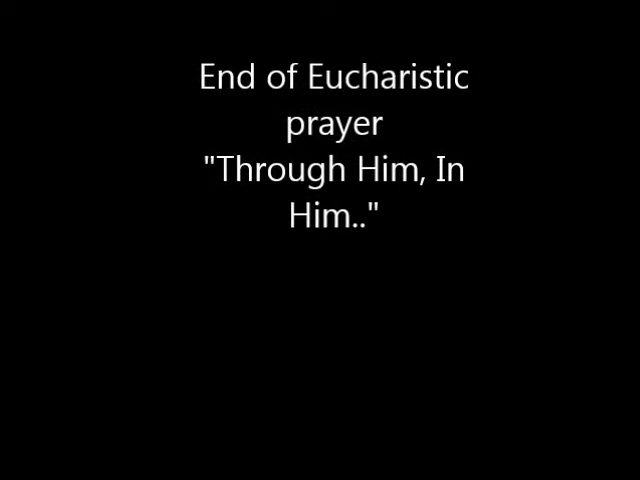 End of Eucharistic
prayer
"Through Him, In
Him.."